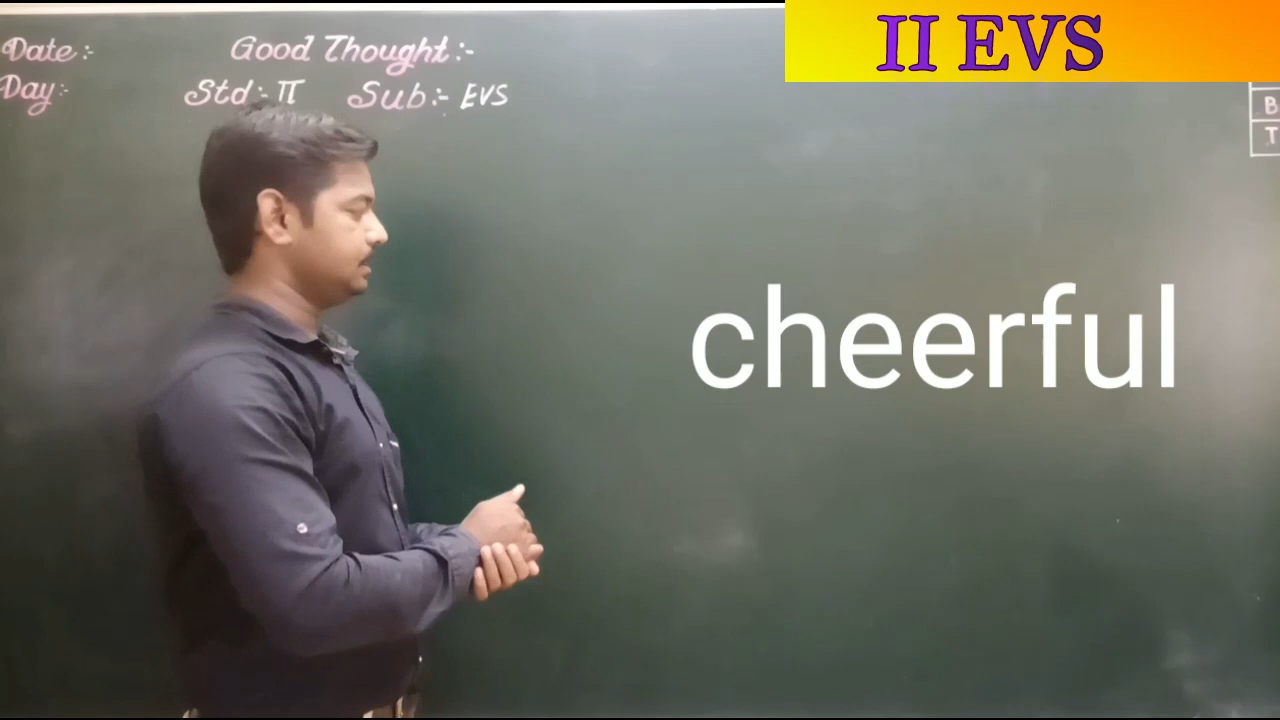 II EVS
Date:-
Good Thought:-
Day:-
Std:- II Sub:- EVS
B
T
cheerful